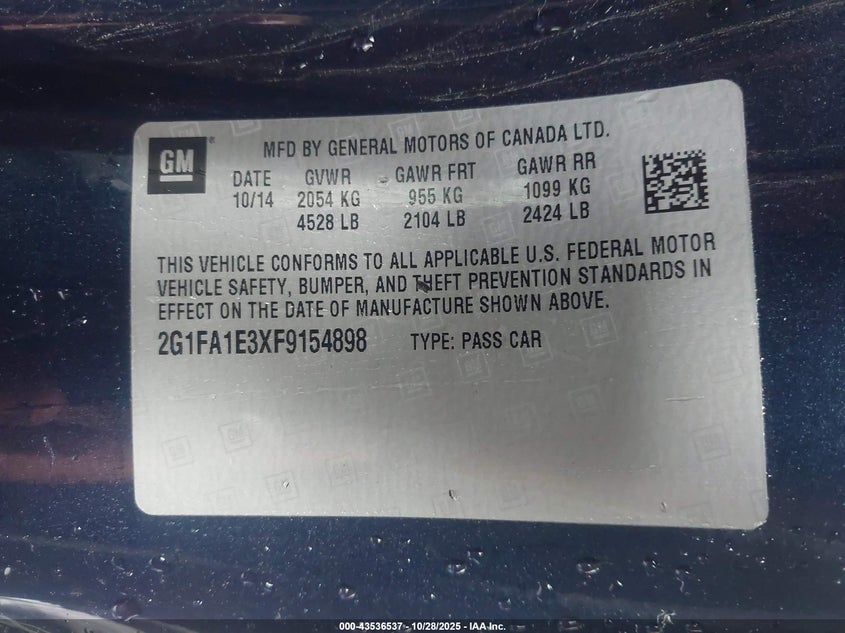 GM
MFD BY GENERAL MOTORS OF CANADA LTD.
DATE GVWR GAWR FRT GAWR RR
10/14 2054 KG 955 KG 1099 KG
4528 LB 2104 LB 2424 LB
THIS VEHICLE CONFORMS TO ALL APPLICABLE U.S. FEDERAL MOTOR
VEHICLE SAFETY, BUMPER, AND THEFT PREVENTION STANDARDS IN
EFFECT ON THE DATE OF MANUFACTURE SHOWN ABOVE.
2G1FA1E3XF9154898 TYPE: PASS CAR
000-43536537 - 10/28/2025 - IAA Inc.